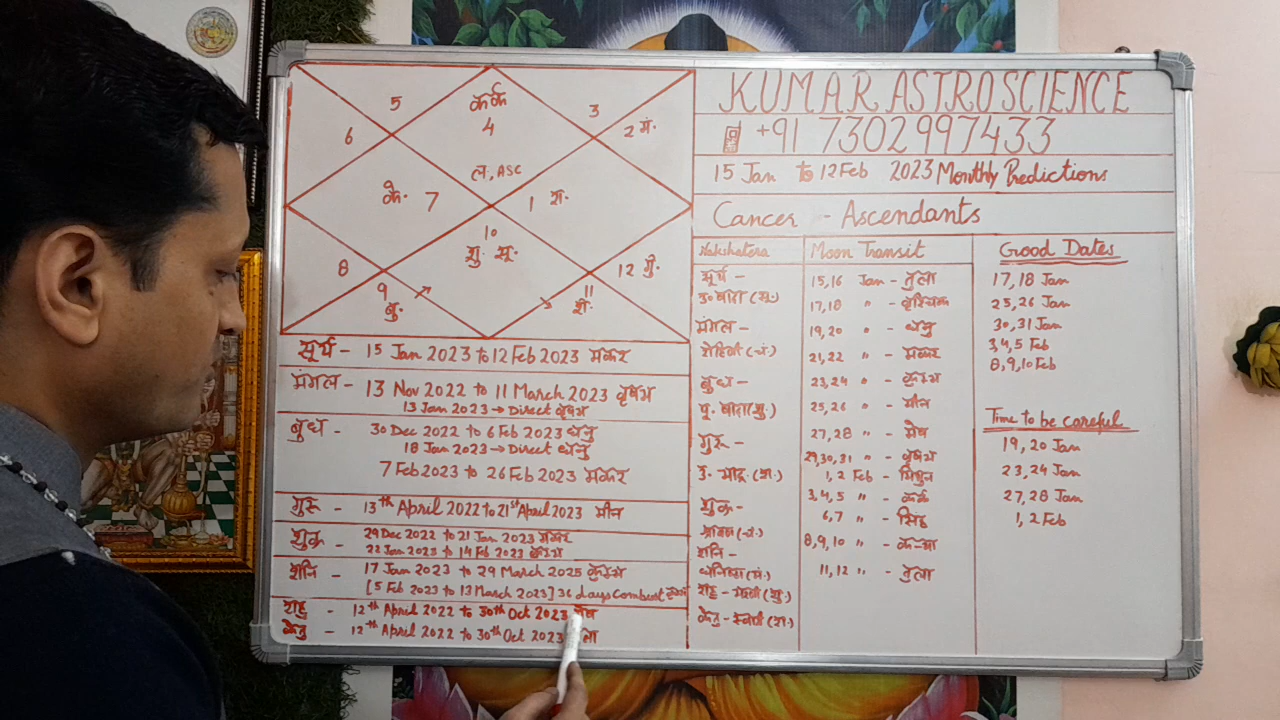 5
कर्क
4
3
2 मं.
6
ल, ASC
के. 7
1 रा.
10
शु. सू.
8
12 गु.
9
बु.
11
श.
सूर्य - 15 Jan 2023 to 12 Feb 2023 मकर
मंगल - 13 Nov 2022 to 11 March 2023 वृषभ
13 Jan 2023 → Direct वृषभ
बुध - 30 Dec 2022 to 6 Feb 2023 धनु
18 Jan 2023 → Direct धनु
7 Feb 2023 to 26 Feb 2023 मकर
गुरु - 13th April 2022 to 21st April 2023 मीन
शुक्र - 29 Dec 2022 to 21 Jan 2023 मकर
22 Jan 2023 to 14 Feb 2023 कुंभ
शनि - 17 Jan 2023 to 29 March 2025 कुंभ
[5 Feb 2023 to 13 March 2023] 36 days Combust कुंभ
राहु - 12th April 2022 to 30th Oct 2023 मेष
केतु - 12th April 2022 to 30th Oct 2023
KUMAR ASTROSCIENCE
+91 7302997433
15 Jan to 12 Feb 2023 Monthly Predictions
Cancer - Ascendants
Nakshatera
सूर्य -
उ. षाढा (सू.)
मंगल -
रोहिणी (चं.)
बुध -
पू. षाढा (शु.)
गुरु -
उ. भाद्र (श.)
शुक्र -
श्रवण (चं.)
शनि -
धनिष्ठा (मं.)
राहु - भरणी (शु.)
केतु - स्वाती (रा.)
Moon Transit
15,16 Jan - तुला
17,18 " - वृश्चिक
19,20 " - धनु
21,22 " - मकर
23,24 " - कुंभ
25,26 " - मीन
27,28 " - मेष
29,30,31 " - वृषभ
1,2 Feb - मिथुन
3,4,5 " - कर्क
6,7 " - सिंह
8,9,10 " - कन्या
11,12 " - तुला
Good Dates
17,18 Jan
25,26 Jan
30,31 Jan
3,4,5 Feb
8,9,10 Feb
Time to be careful
19,20 Jan
23,24 Jan
27,28 Jan
1,2 Feb